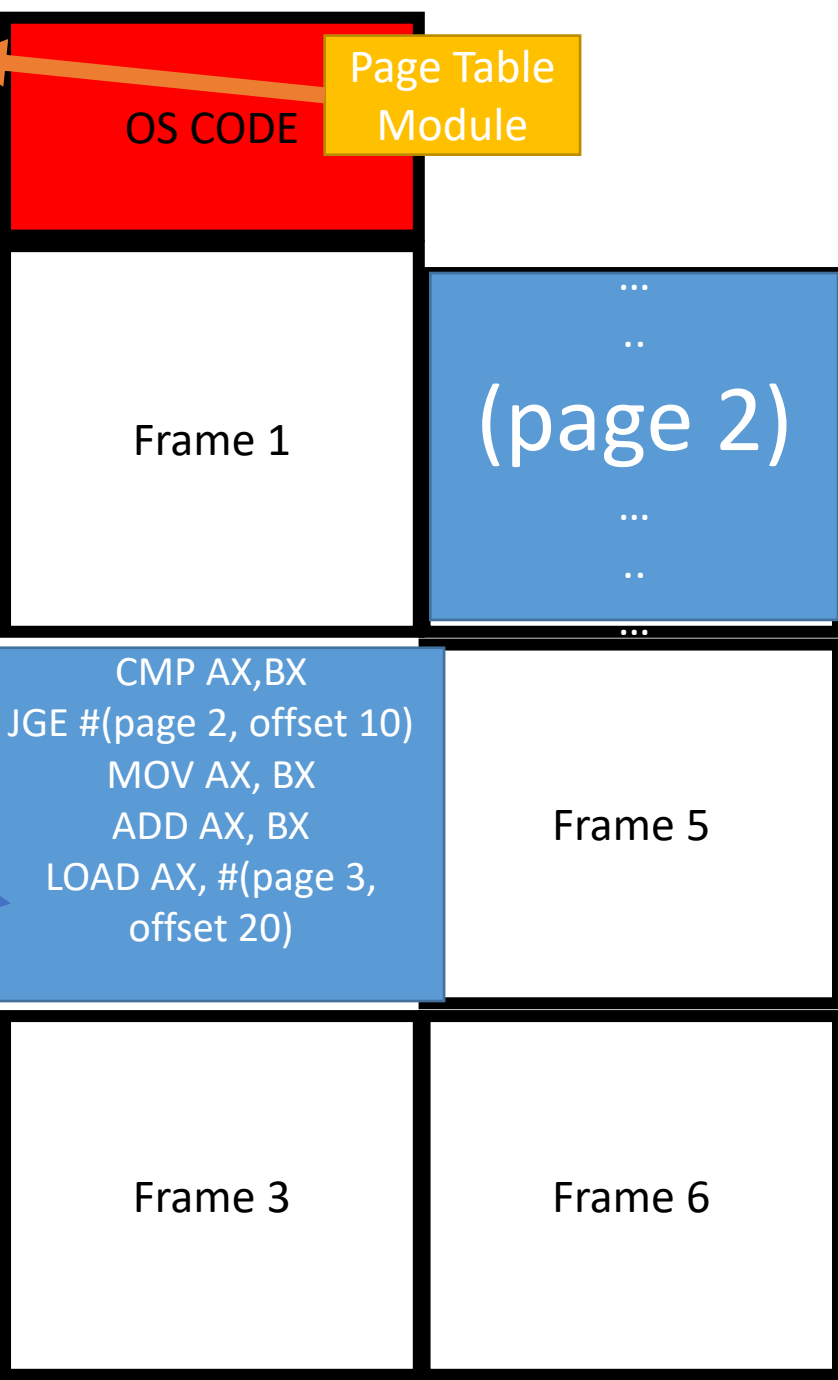 Page Table
Module
OS CODE
Frame 1
...
..
(page 2)
...
..
...
CMP AX,BX
JGE #(page 2, offset 10)
MOV AX, BX
ADD AX, BX
LOAD AX, #(page 3,
offset 20)
Frame 5
Frame 3
Frame 6